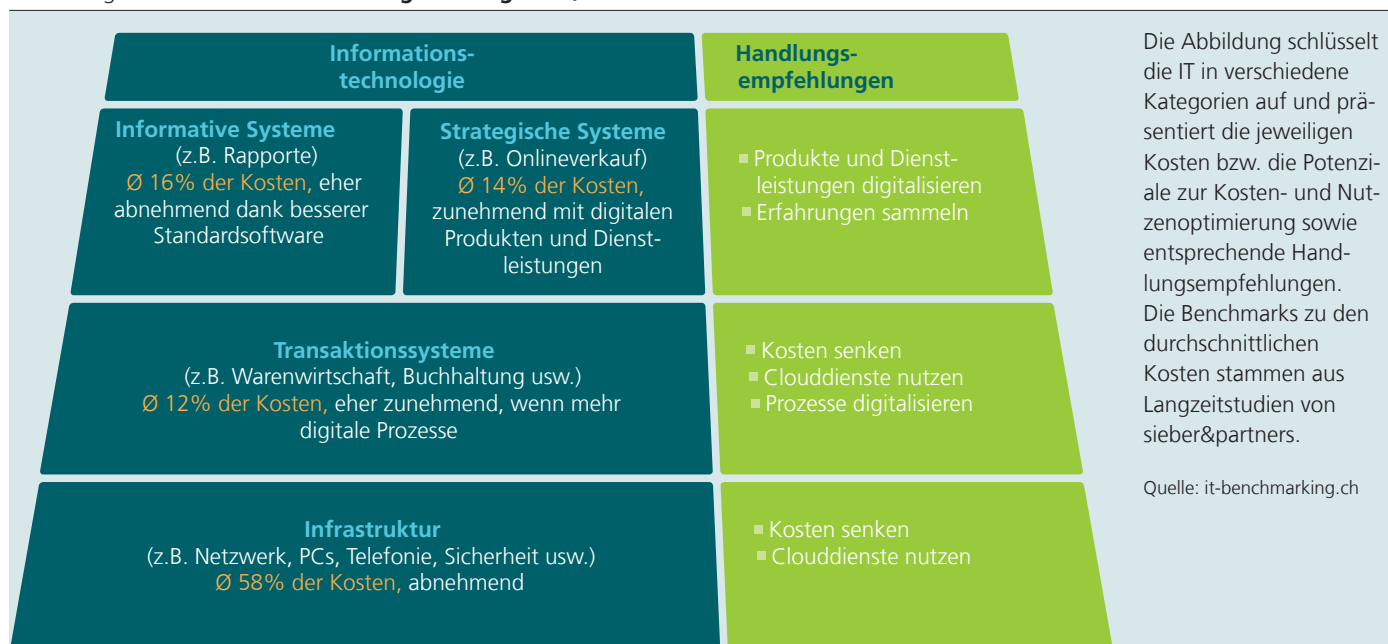 Informations-
technologie
Handlungs-
empfehlungen
Informative Systeme
(z.B. Rapporte)
Ø 16% der Kosten, eher
abnehmend dank besserer
Standardsoftware
Strategische Systeme
(z.B. Onlineverkauf)
Ø 14% der Kosten,
zunehmend mit digitalen
Produkten und Dienst-
leistungen
Produkte und Dienst-
leistungen digitalisieren
Erfahrungen sammeln
Transaktionssysteme
(z.B. Warenwirtschaft, Buchhaltung usw.)
Ø 12% der Kosten, eher zunehmend, wenn mehr
digitale Prozesse
Kosten senken
Clouddienste nutzen
Prozesse digitalisieren
Infrastruktur
(z.B. Netzwerk, PCs, Telefonie, Sicherheit usw.)
Ø 58% der Kosten, abnehmend
Kosten senken
Clouddienste nutzen
Die Abbildung schlüsselt
die IT in verschiedene
Kategorien auf und prä-
sentiert die jeweiligen
Kosten bzw. die Potenzi-
ale zur Kosten- und Nut-
zenoptimierung sowie
entsprechende Hand-
lungsempfehlungen.
Die Benchmarks zu den
durchschnittlichen
Kosten stammen aus
Langzeitstudien von
sieber&partners.
Quelle: it-benchmarking.ch